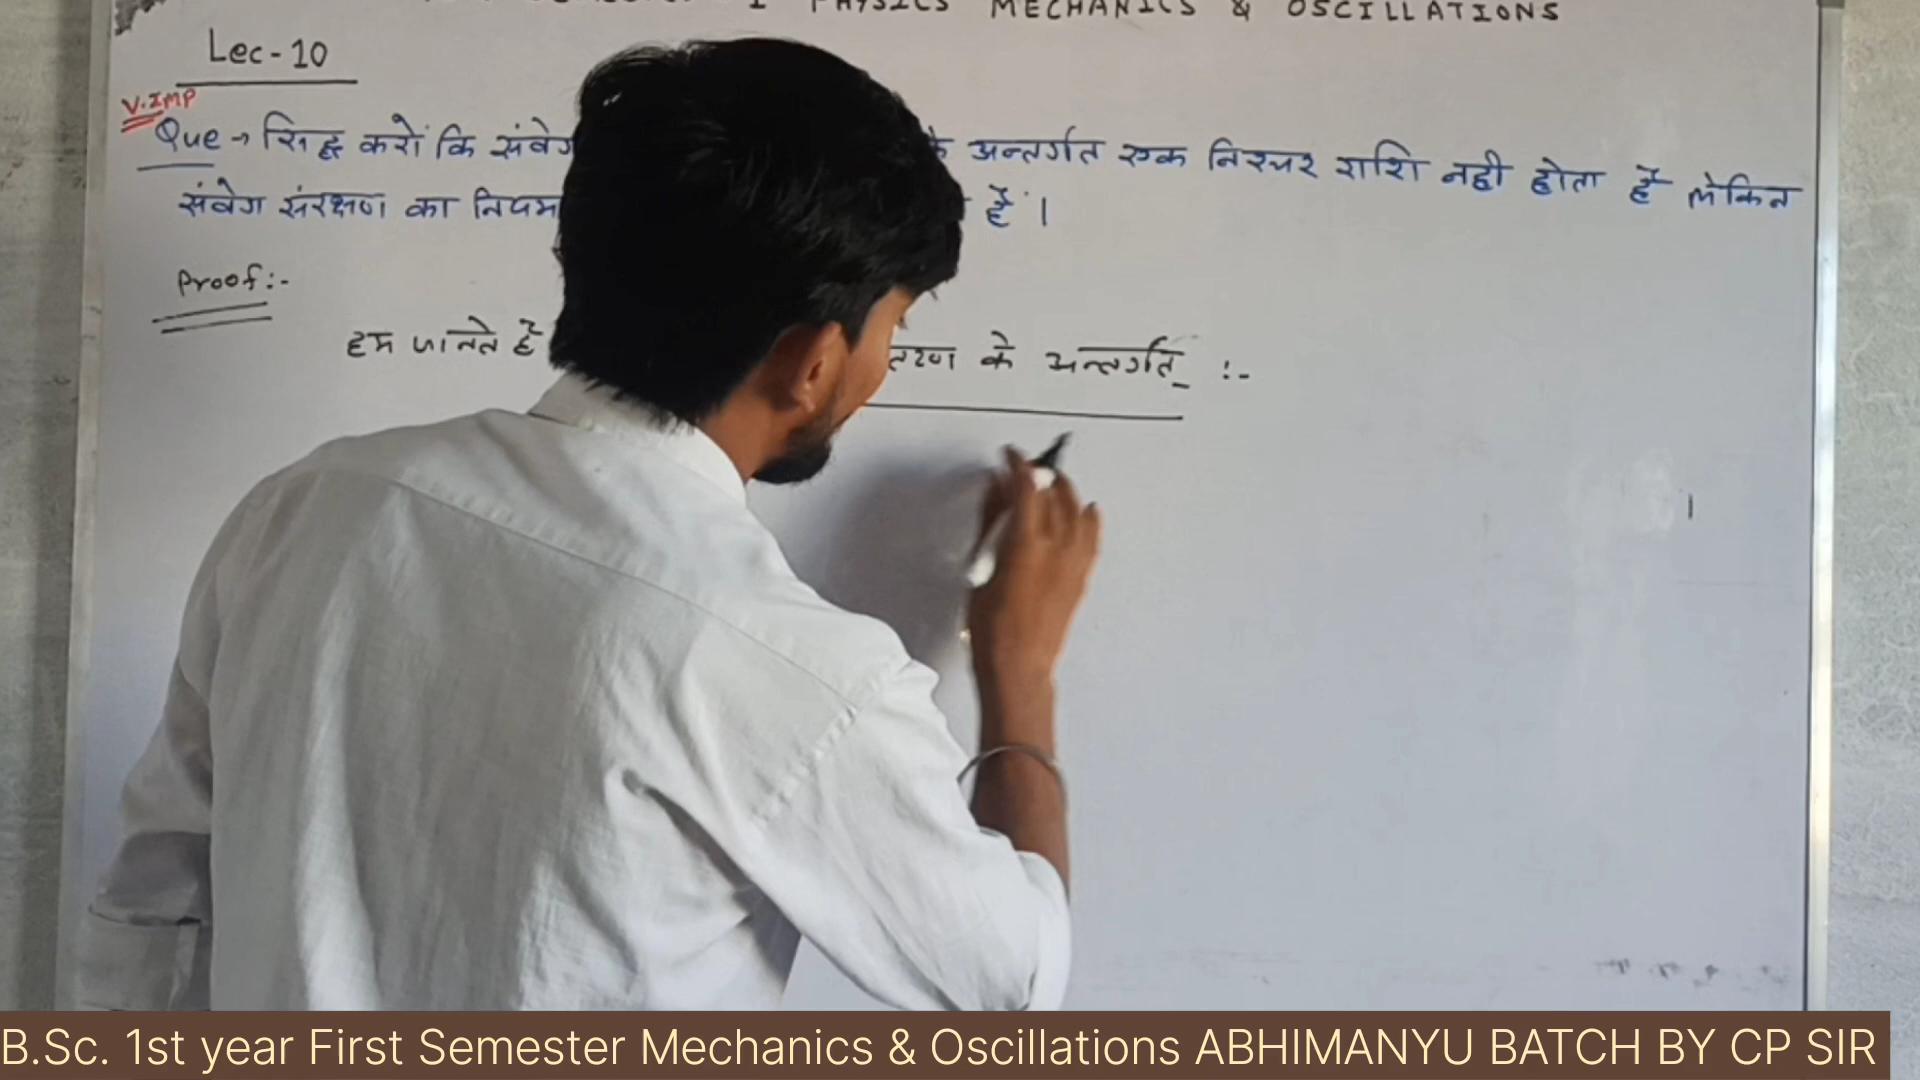 I PHYSICS MECHANICS & OSCILLATIONS
Lec-10
V.IMP
Que → सिद्ध करों कि संवेग के अन्तर्गत एक निश्चर राशि नही होता हैं लेकिन
संवेग संरक्षण का नियम हैं।
Proof:-
हम जानते हैं के अन्तर्गत :-
B.Sc. 1st year First Semester Mechanics & Oscillations ABHIMANYU BATCH BY CP SIR